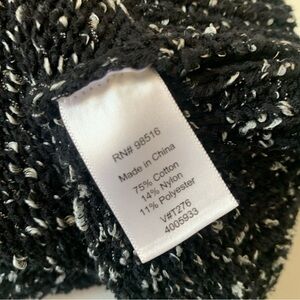 RN# 98516
Made in China
75% Cotton
14% Nylon
11% Polyester
V#T276
4005933